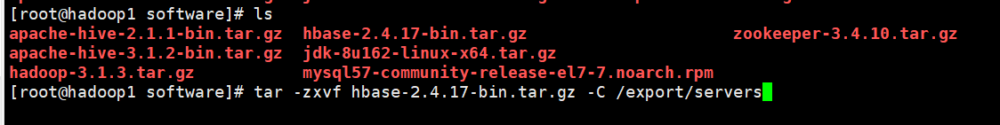 [root@hadoop1 software]# ls
apache-hive-2.1.1-bin.tar.gz  hbase-2.4.17-bin.tar.gz                    zookeeper-3.4.10.tar.gz
apache-hive-3.1.2-bin.tar.gz  jdk-8u162-linux-x64.tar.gz
hadoop-3.1.3.tar.gz           mysql57-community-release-el7-7.noarch.rpm
[root@hadoop1 software]# tar -zxvf hbase-2.4.17-bin.tar.gz -C /export/servers